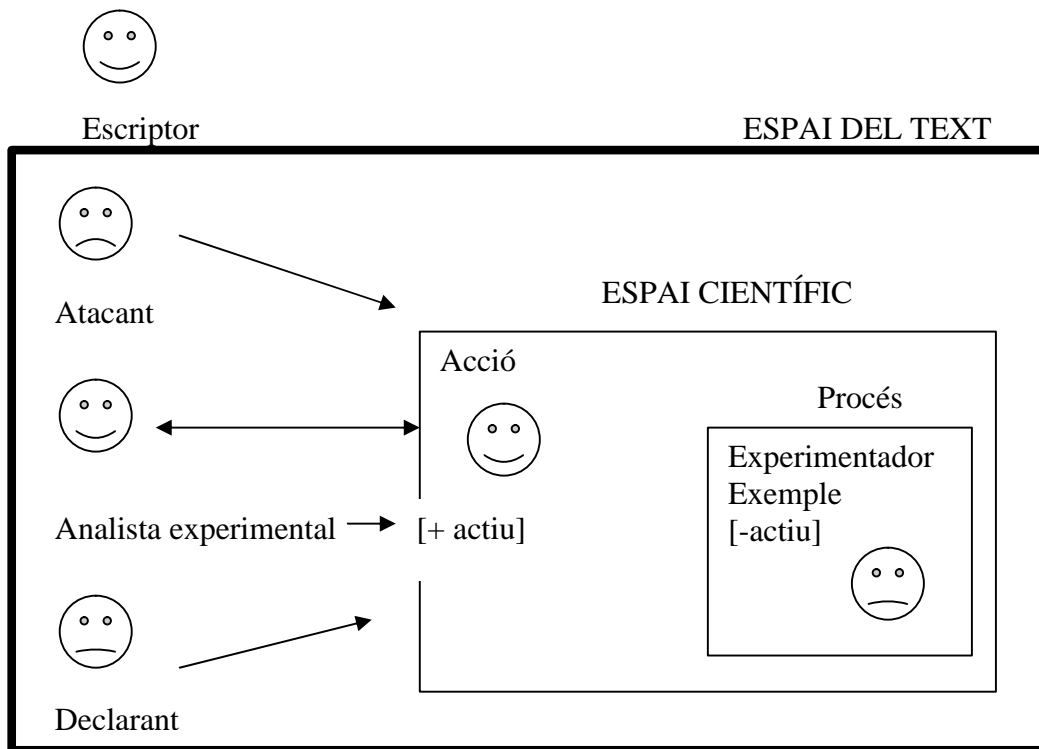 Escriptor
ESPAI DEL TEXT
Atacant
ESPAI CIENTÍFIC
Acció
Procés
Experimentador
Exemple
[-actiu]
Analista experimental
[+ actiu]
Declarant